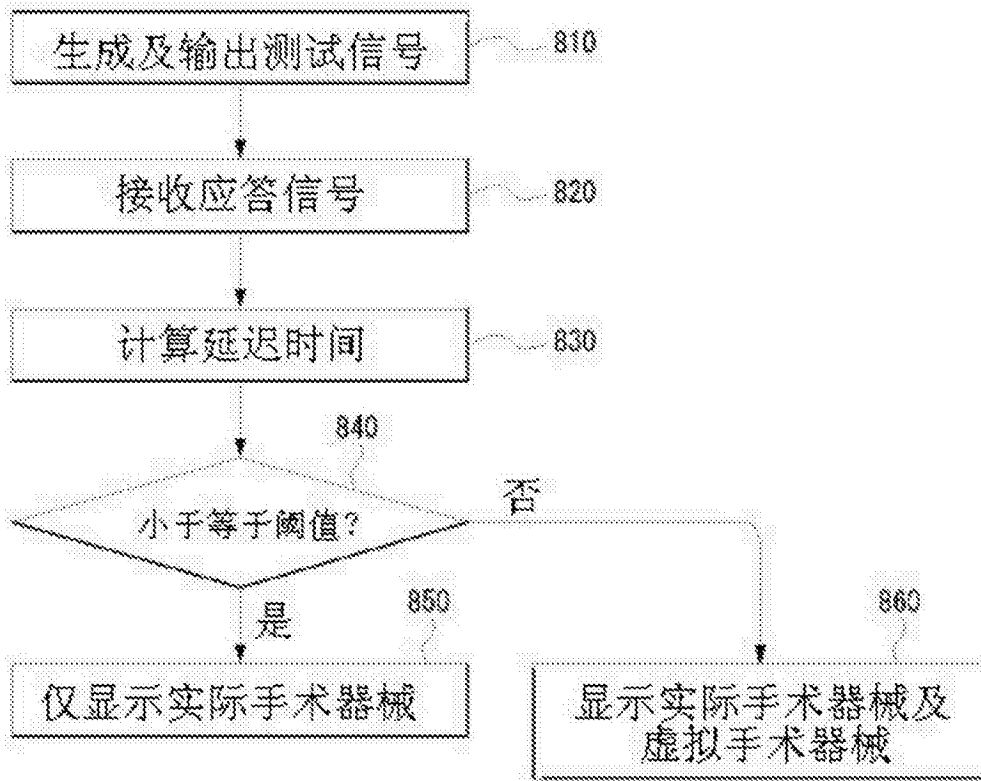 生成及输出测试信号
810
接收应答信号
820
计算延迟时间
830
840
小于等于阈值?
否
是
850
860
仅显示实际手术器械
显示实际手术器械及
虚拟手术器械